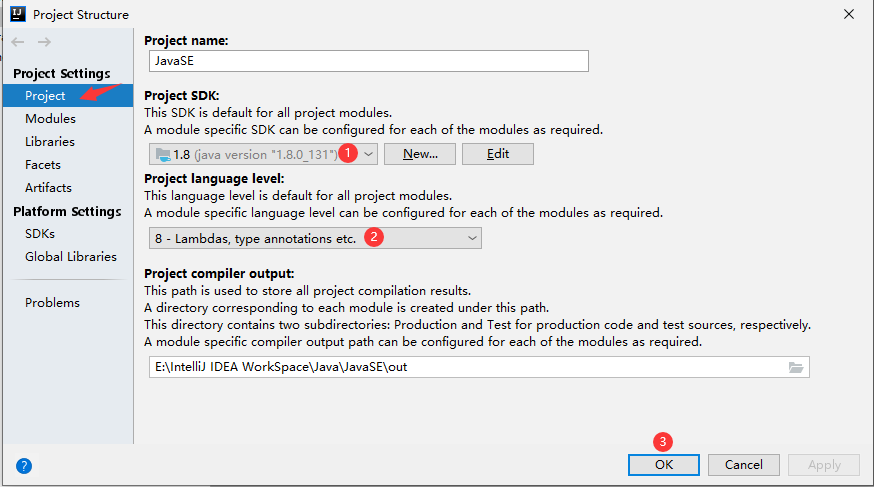 IJ Project Structure
Project name:
JavaSE
Project Settings
Project
Modules
Libraries
Facets
Artifacts
Platform Settings
SDKs
Global Libraries
Problems
Project SDK:
This SDK is default for all project modules.
A module specific SDK can be configured for each of the modules as required.
1.8 (java version "1.8.0_131") 1 New... Edit
Project language level:
This language level is default for all project modules.
A module specific language level can be configured for each of the modules as required.
8 - Lambdas, type annotations etc. 2
Project compiler output:
This path is used to store all project compilation results.
A directory corresponding to each module is created under this path.
This directory contains two subdirectories: Production and Test for production code and test sources, respectively.
A module specific compiler output path can be configured for each of the modules as required.
E:\IntelliJ IDEA WorkSpace\Java\JavaSE\out
3
? OK Cancel Apply